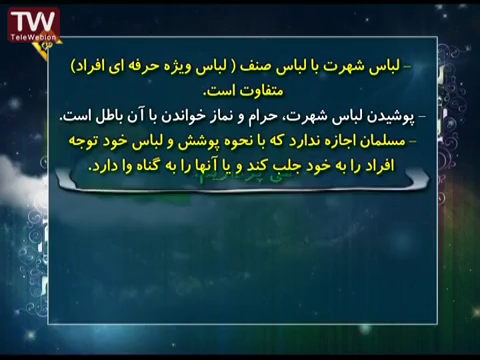 TW
TeleWebion
– لباس شهرت با لباس صنف ( لباس ویژه حرفه ای افراد)
متفاوت است.
– پوشیدن لباس شهرت، حرام و نماز خواندن با آن باطل است.
– مسلمان اجازه ندارد که با نحوه پوشش و لباس خود توجه
افراد را به خود جلب کند و یا آنها را به گناه وا دارد.